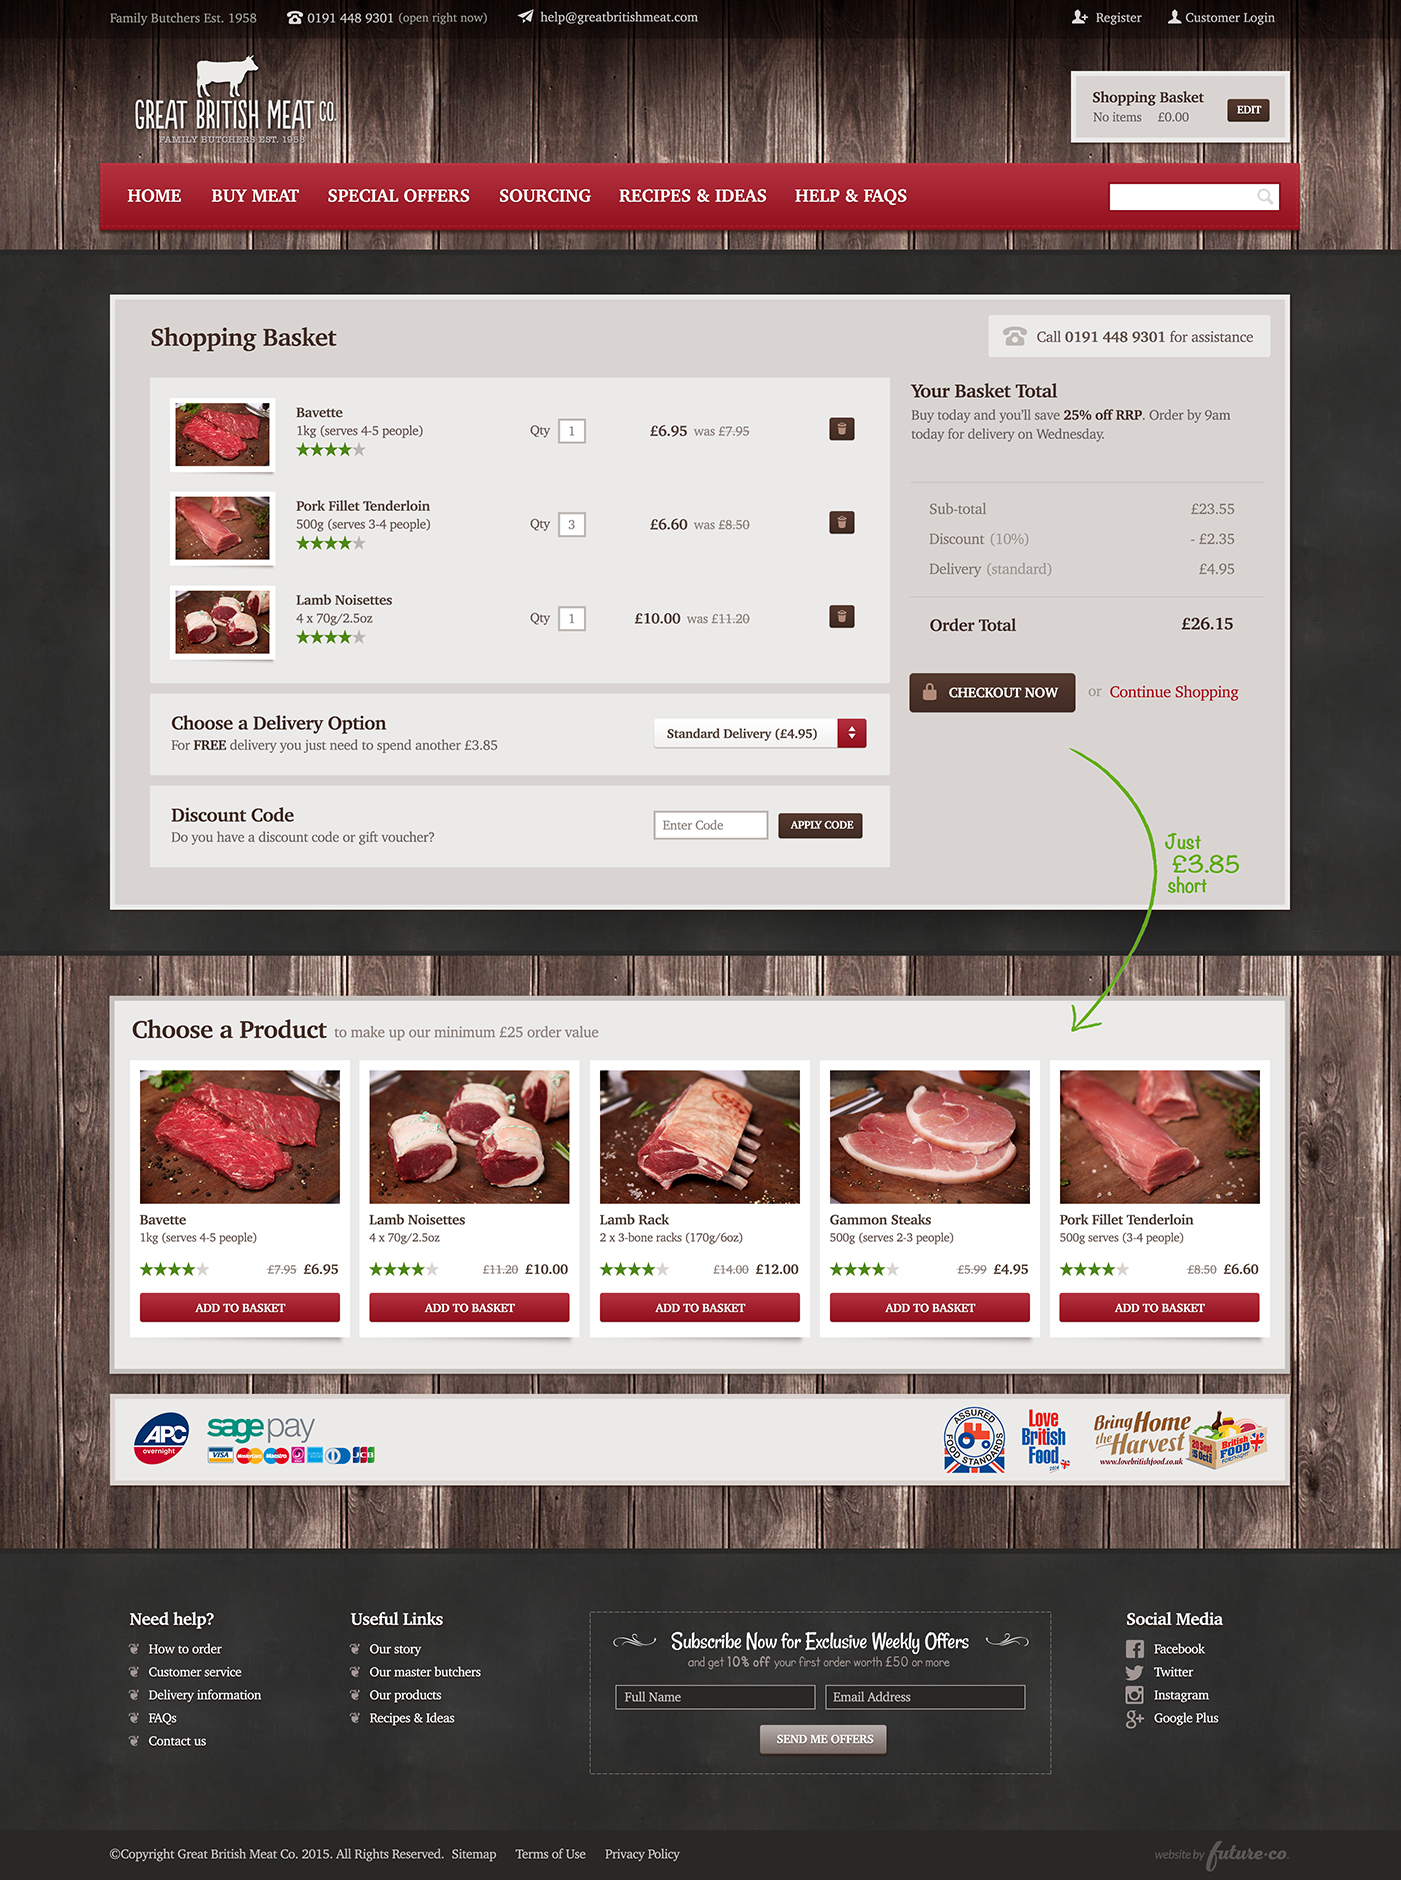 Family Butchers Est. 1958
0191 448 9301 (open right now)
help@greatbritishmeat.com
Register
Customer Login
GREAT BRITISH MEAT CO.
FAMILY BUTCHERS EST. 1958
Shopping Basket
No items £0.00
EDIT
HOME
BUY MEAT
SPECIAL OFFERS
SOURCING
RECIPES & IDEAS
HELP & FAQS
Shopping Basket
Call 0191 448 9301 for assistance
Bavette
1kg (serves 4-5 people)
Qty 1
£6.95 was £7.95
Pork Fillet Tenderloin
500g (serves 3-4 people)
Qty 3
£6.60 was £8.50
Lamb Noisettes
4 x 70g/2.5oz
Qty 1
£10.00 was £11.20
Your Basket Total
Buy today and you'll save 25% off RRP. Order by 9am
today for delivery on Wednesday.
Sub-total £23.55
Discount (10%) - £2.35
Delivery (standard) £4.95
Order Total £26.15
CHECKOUT NOW or Continue Shopping
Choose a Delivery Option
For FREE delivery you just need to spend another £3.85
Standard Delivery (£4.95)
Discount Code
Do you have a discount code or gift voucher?
Enter Code
APPLY CODE
Just
£3.85
short
Choose a Product to make up our minimum £25 order value
Bavette
1kg (serves 4-5 people)
£7.95 £6.95
ADD TO BASKET
Lamb Noisettes
4 x 70g/2.5oz
£11.20 £10.00
ADD TO BASKET
Lamb Rack
2 x 3-bone racks (170g/6oz)
£14.00 £12.00
ADD TO BASKET
Gammon Steaks
500g (serves 2-3 people)
£5.99 £4.95
ADD TO BASKET
Pork Fillet Tenderloin
500g serves (3-4 people)
£8.50 £6.60
ADD TO BASKET
APC
overnight
sage pay
VISA
MasterCard
Maestro
JCB
ASSURED
FOOD STANDARDS
Love
British
Food
2014
Bring Home
the Harvest
www.lovebritishfood.co.uk
British
FOOD
FORTNIGHT
Need help?
How to order
Customer service
Delivery information
FAQs
Contact us
Useful Links
Our story
Our master butchers
Our products
Recipes & Ideas
Subscribe Now for Exclusive Weekly Offers
and get 10% off your first order worth £50 or more
Full Name
Email Address
SEND ME OFFERS
Social Media
Facebook
Twitter
Instagram
Google Plus
©Copyright Great British Meat Co. 2015. All Rights Reserved. Sitemap Terms of Use Privacy Policy
website by future·co.